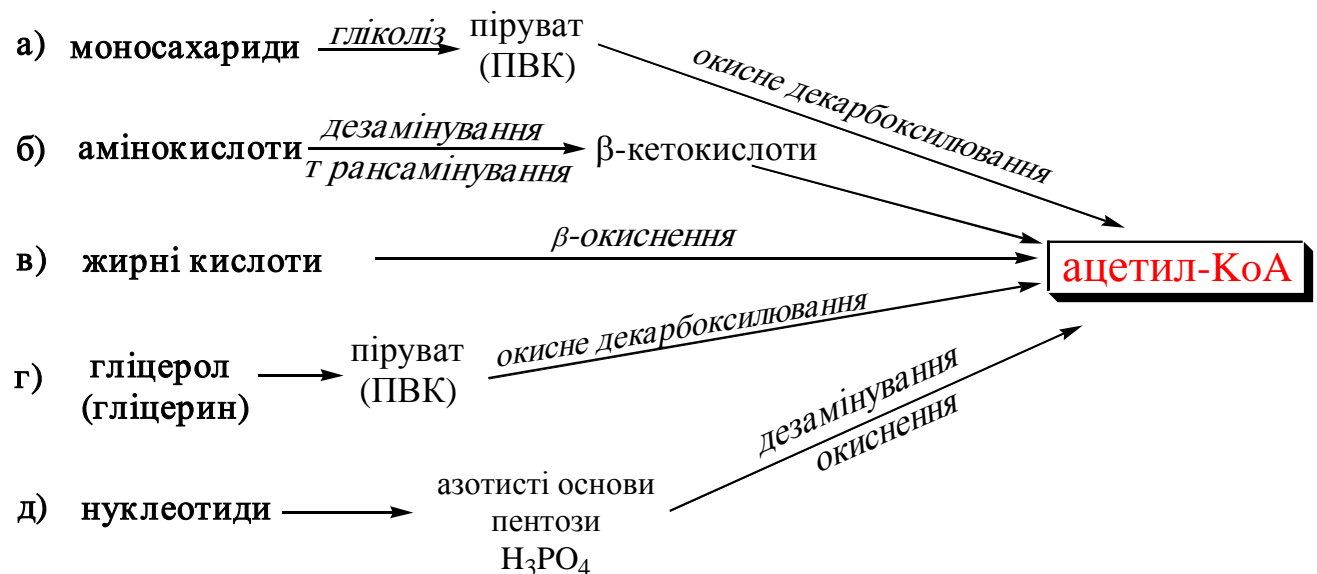 а) моносахариди гліколіз піруват
(ПВК)
окисне декарбоксилювання
б) амінокислоти дезамінування β-кетокислоти
т рансамінування
в) жирні кислоти β-окиснення
ацетил-КоА
г) гліцерол
(гліцерин)
піруват
(ПВК)
окисне декарбоксилювання
д) нуклеотиди
азотисті основи
пентози
H₃PO₄
дезамінування
окиснення